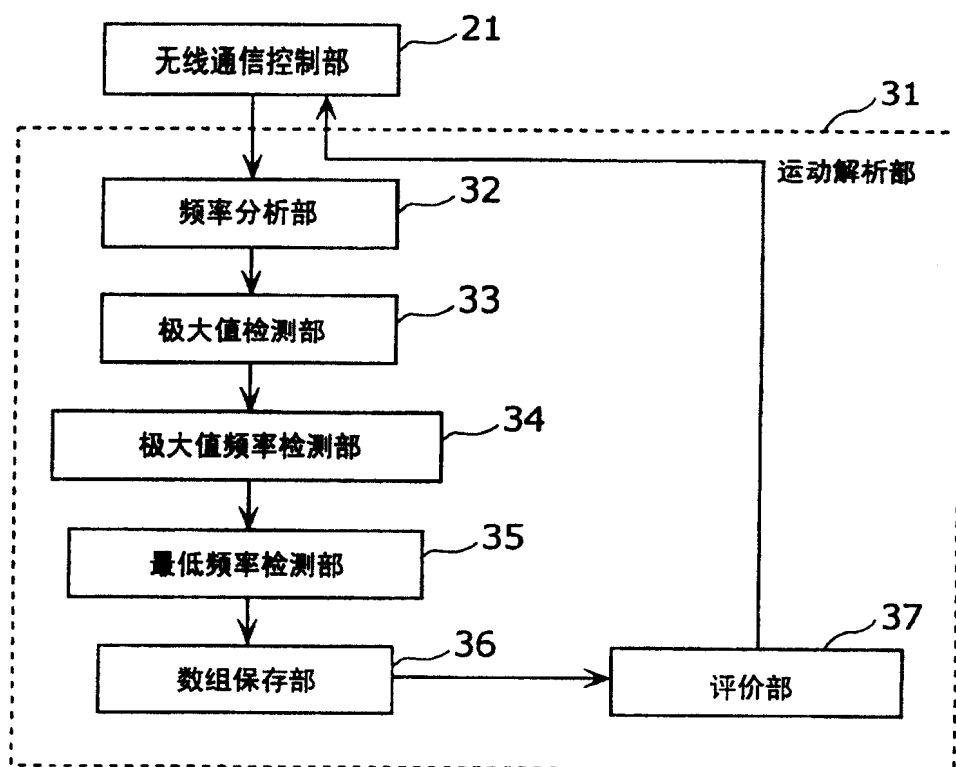 21
无线通信控制部
31
运动解析部
32
频率分析部
33
极大值检测部
34
极大值频率检测部
35
最低频率检测部
36
数组保存部
37
评价部